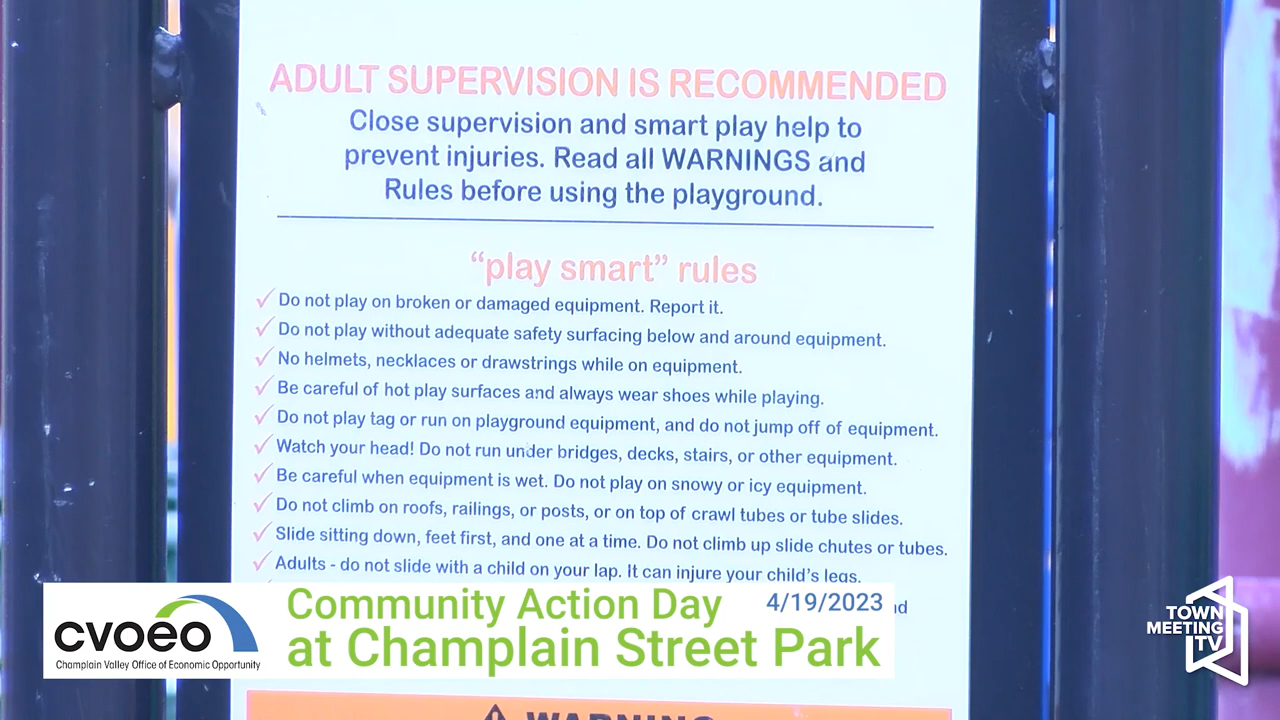 ADULT SUPERVISION IS RECOMMENDED
Close supervision and smart play help to
prevent injuries. Read all WARNINGS and
Rules before using the playground.
“play smart” rules
✓ Do not play on broken or damaged equipment. Report it.
✓ Do not play without adequate safety surfacing below and around equipment.
✓ No helmets, necklaces or drawstrings while on equipment.
✓ Be careful of hot play surfaces and always wear shoes while playing.
✓ Do not play tag or run on playground equipment, and do not jump off of equipment.
✓ Watch your head! Do not run under bridges, decks, stairs, or other equipment.
✓ Be careful when equipment is wet. Do not play on snowy or icy equipment.
✓ Do not climb on roofs, railings, or posts, or on top of crawl tubes or tube slides.
✓ Slide sitting down, feet first, and one at a time. Do not climb up slide chutes or tubes.
✓ Adults - do not slide with a child on your lap. It can injure your child’s legs.
cvoeo
Champlain Valley Office of Economic Opportunity
Community Action Day 4/19/2023
at Champlain Street Park
TOWN
MEETING
TV
WARNING